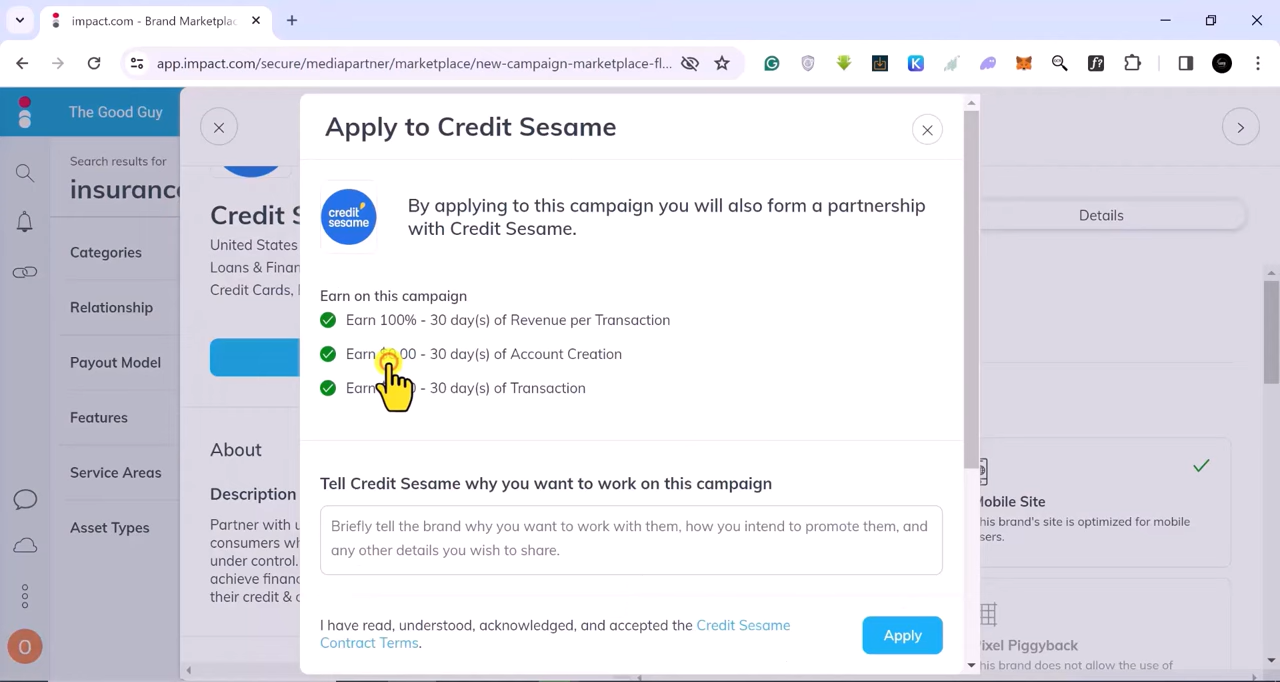 impact.com - Brand Marketplac
app.impact.com/secure/mediapartner/marketplace/new-campaign-marketplace-fl...
The Good Guy
Search results for
insurance
Categories
Relationship
Payout Model
Features
Service Areas
Asset Types
O
Credit S
United States
Loans & Finan
Credit Cards,
About
Description
Partner with u
consumers wh
under control.
achieve financ
their credit & c
Apply to Credit Sesame
credit
sesame
By applying to this campaign you will also form a partnership
with Credit Sesame.
Earn on this campaign
Earn 100% - 30 day(s) of Revenue per Transaction
Earn - 30 day(s) of Account Creation
Earn - 30 day(s) of Transaction
Tell Credit Sesame why you want to work on this campaign
Briefly tell the brand why you want to work with them, how you intend to promote them, and
any other details you wish to share.
I have read, understood, acknowledged, and accepted the Credit Sesame
Contract Terms.
Apply
Details
Mobile Site
his brand's site is optimized for mobile
sers.
ixel Piggyback
his brand does not allow the use of